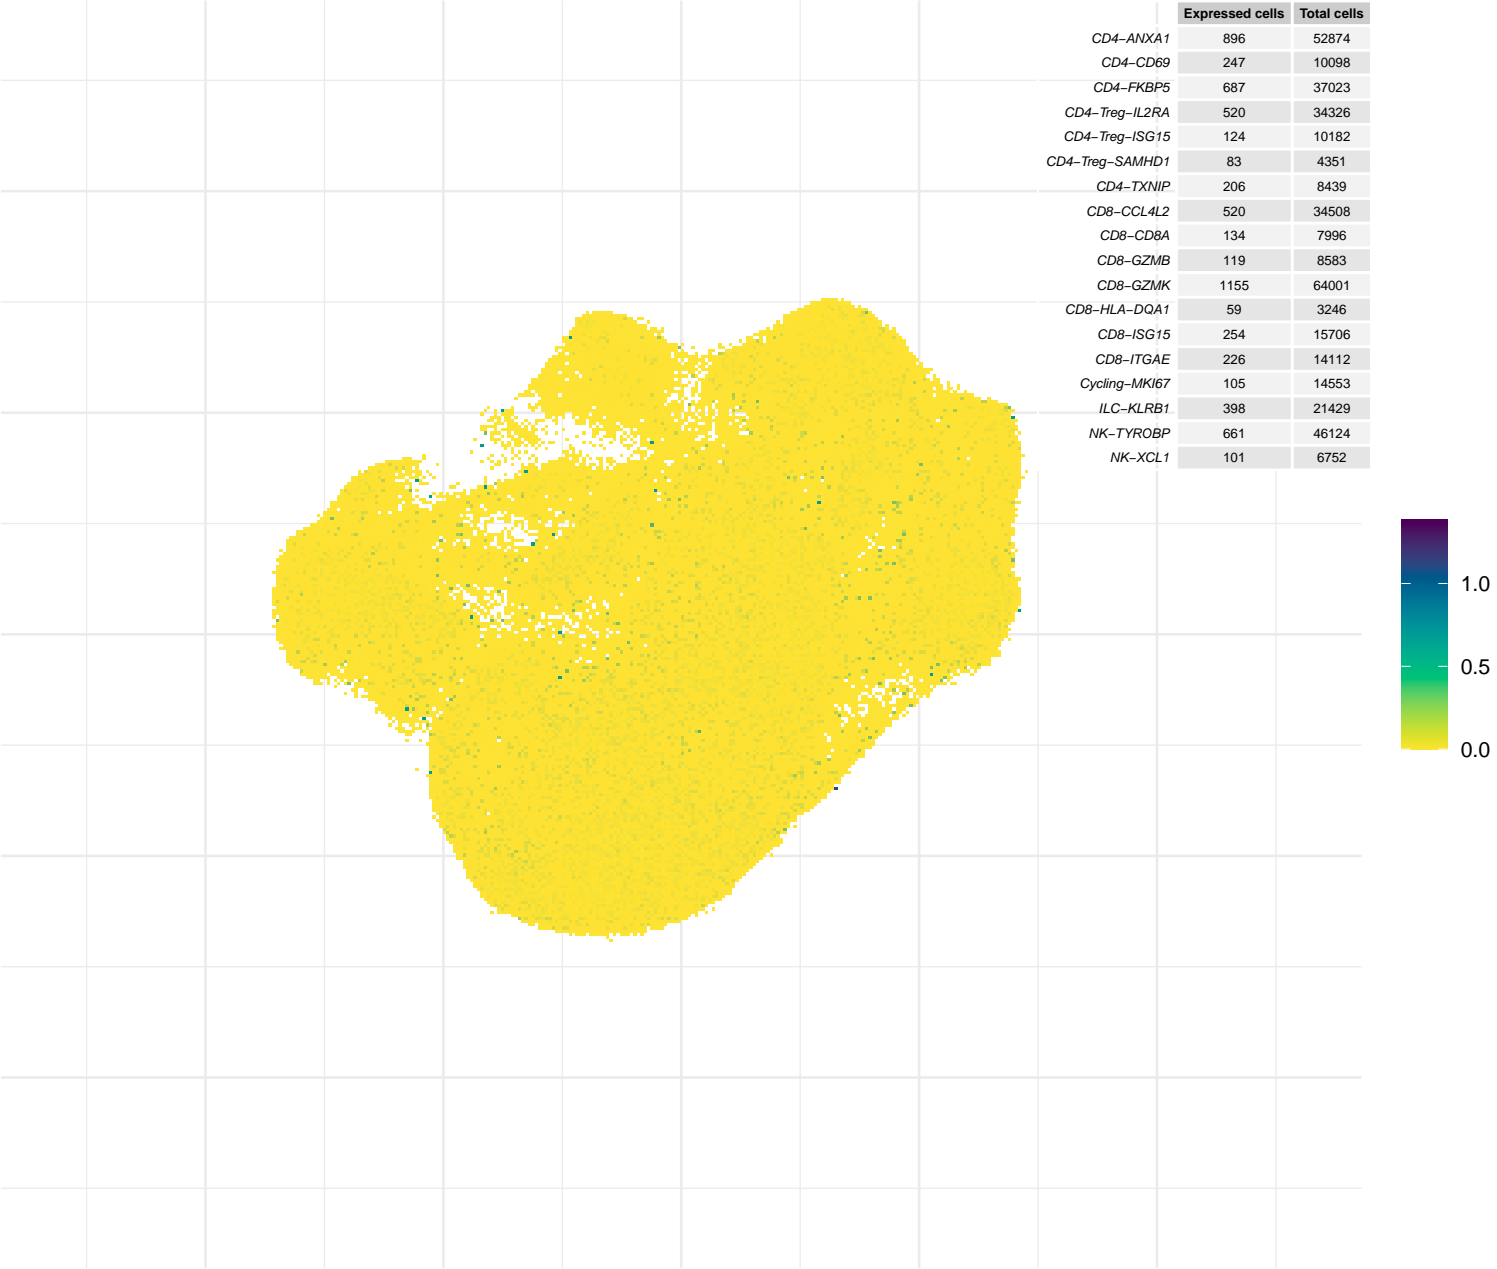 Expressed cells Total cells
CD4−ANXA1 896 52874
CD4−CD69 247 10098
CD4−FKBP5 687 37023
CD4−Treg−IL2RA 520 34326
CD4−Treg−ISG15 124 10182
CD4−Treg−SAMHD1 83 4351
CD4−TXNIP 206 8439
CD8−CCL4L2 520 34508
CD8−CD8A 134 7996
CD8−GZMB 119 8583
CD8−GZMK 1155 64001
CD8−HLA−DQA1 59 3246
CD8−ISG15 254 15706
CD8−ITGAE 226 14112
Cycling−MKI67 105 14553
ILC−KLRB1 398 21429
NK−TYROBP 661 46124
NK−XCL1 101 6752
1.0
0.5
0.0